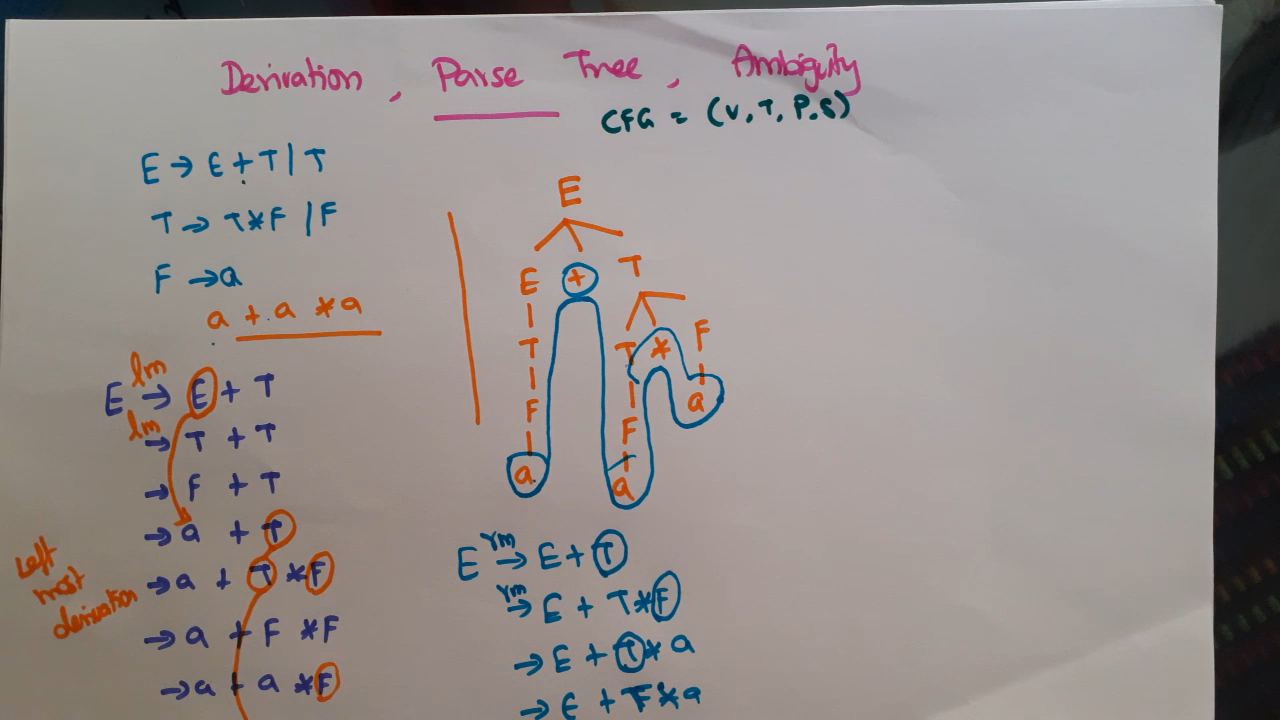 Derivation, Parse Tree, Ambiguity
CFG = (V, T, P, S)
E → E + T | T
T → T * F | F
F → a
a + a * a
E lm→ E + T
lm→ T + T
→ F + T
→ a + T
→ a + T * F
→ a + F * F
→ a + a * F
Left most derivation
E
E + T
T T * F
F F a
a a
E rm→ E + T
rm→ E + T * F
→ E + T * a
→ E + F * a